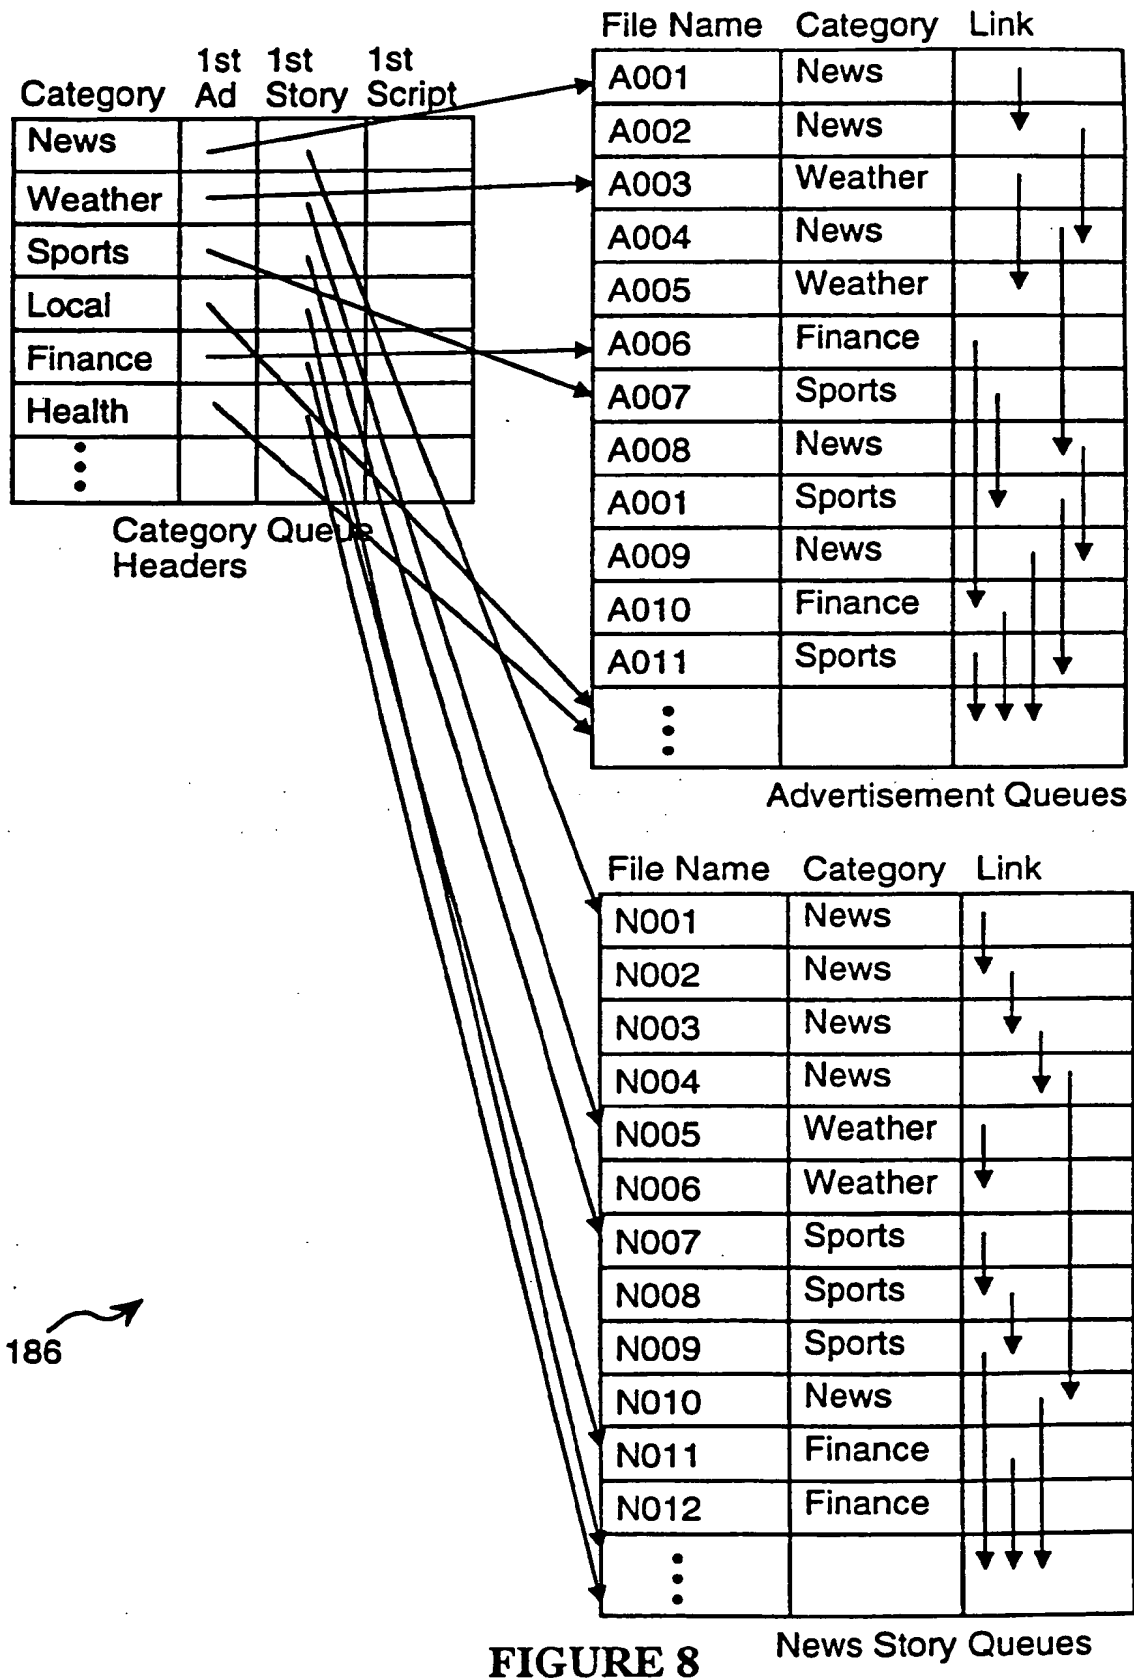 1st 1st 1st
Category Ad Story Script
News
Weather
Sports
Local
Finance
Health
Category Queue
Headers
File Name Category Link
A001 News
A002 News
A003 Weather
A004 News
A005 Weather
A006 Finance
A007 Sports
A008 News
A001 Sports
A009 News
A010 Finance
A011 Sports
Advertisement Queues
File Name Category Link
N001 News
N002 News
N003 News
N004 News
N005 Weather
N006 Weather
N007 Sports
N008 Sports
N009 Sports
N010 News
N011 Finance
N012 Finance
News Story Queues
186
FIGURE 8